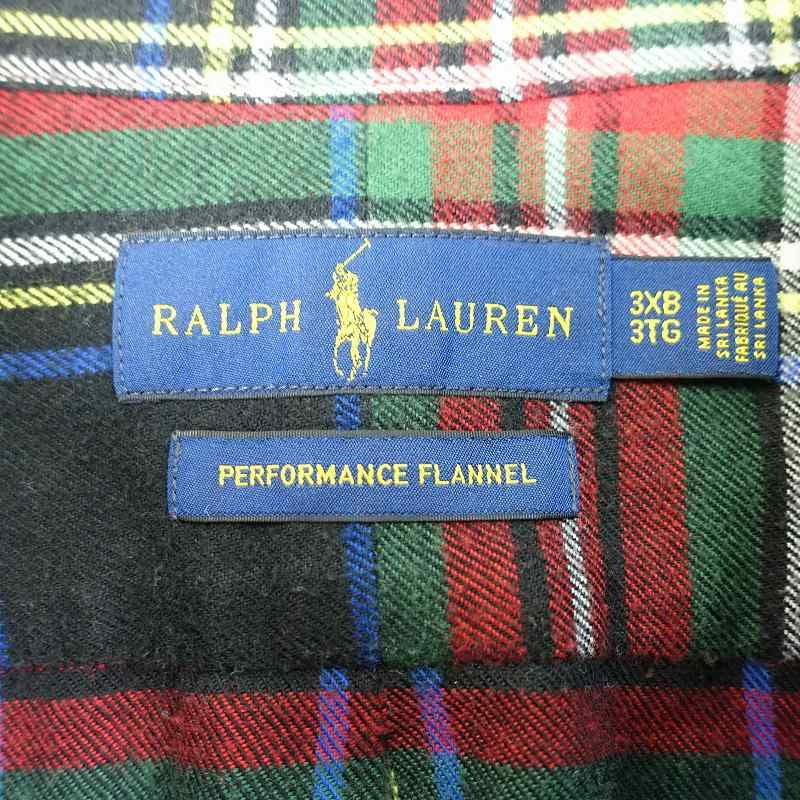 RALPH LAUREN
3XB
3TG
MADE IN
SRI LANKA
FABRIQUÉ AU
SRI LANKA
PERFORMANCE FLANNEL